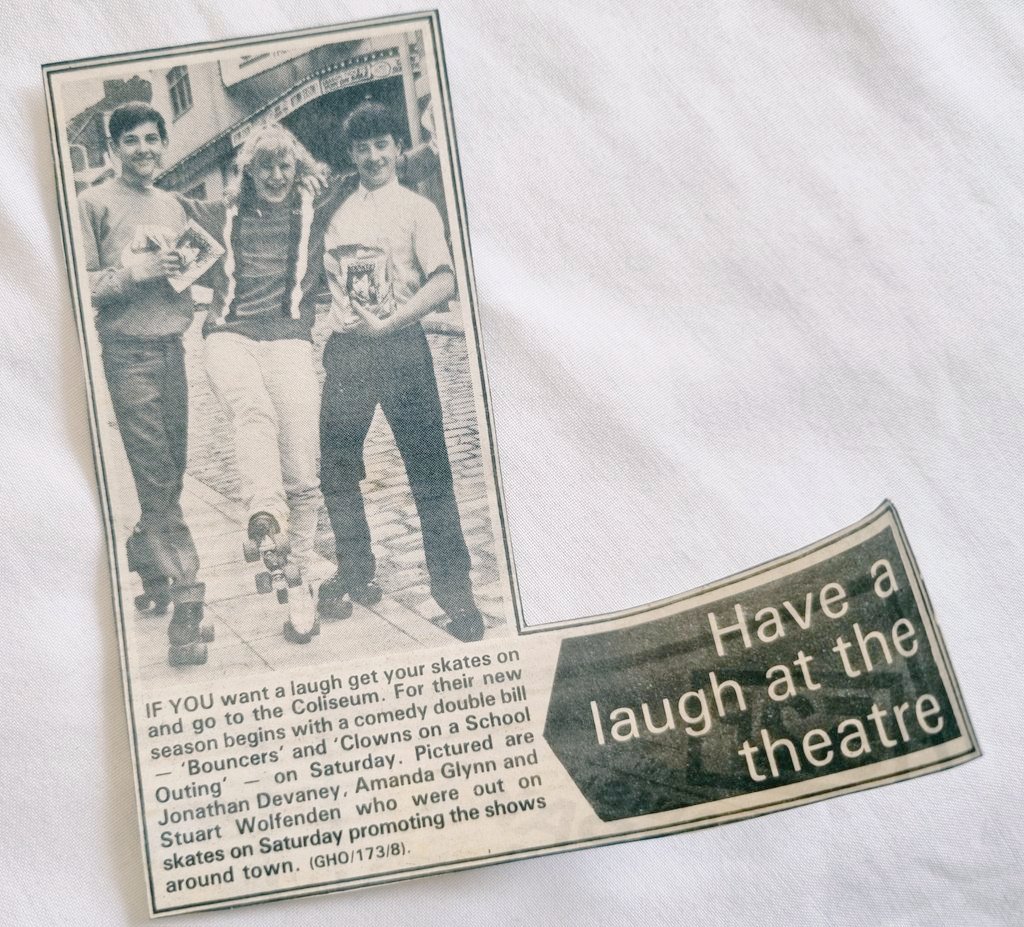 IF YOU want a laugh get your skates on
and go to the Coliseum. For their new
season begins with a comedy double bill
— 'Bouncers' and 'Clowns on a School
Outing' — on Saturday. Pictured are
Jonathan Devaney, Amanda Glynn and
Stuart Wolfenden who were out on
skates on Saturday promoting the shows
around town. (GHO/173/8).
Have a
laugh at the
theatre